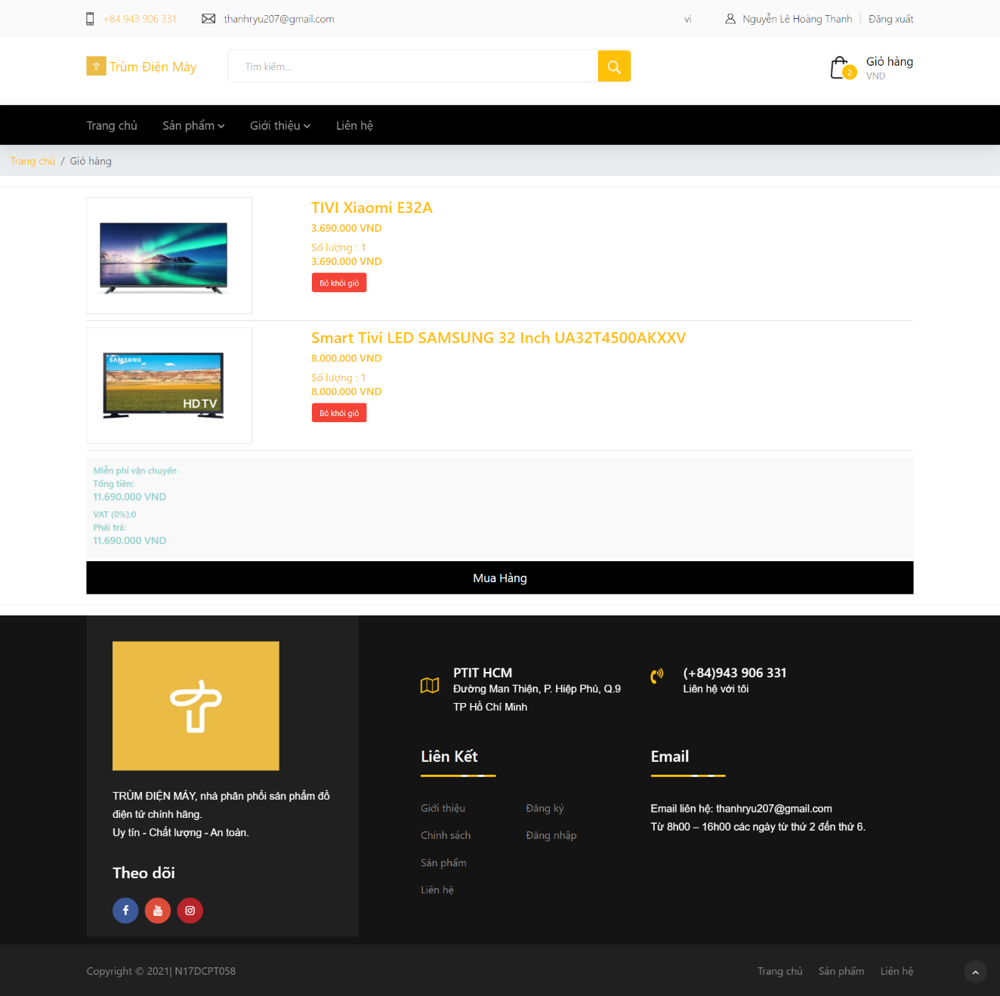 +84 943 906 331
thanhryu207@gmail.com
vi
Nguyễn Lê Hoàng Thanh
Đăng xuất
Trùm Điện Máy
Tìm kiếm...
2
Giỏ hàng
VND
Trang chủ
Sản phẩm
Giới thiệu
Liên hệ
Trang chủ / Giỏ hàng
TIVI Xiaomi E32A
3.690.000 VND
Số lượng : 1
3.690.000 VND
Bỏ khỏi giỏ
SAMSUNG
HD TV
Smart Tivi LED SAMSUNG 32 Inch UA32T4500AKXXV
8.000.000 VND
Số lượng : 1
8.000.000 VND
Bỏ khỏi giỏ
Miễn phí vận chuyển
Tổng tiền:
11.690.000 VND
VAT (0%):0
Phải trả:
11.690.000 VND
Mua Hàng
TRÙM ĐIỆN MÁY, nhà phân phối sản phẩm đồ
điện tử chính hãng.
Uy tín - Chất lượng - An toàn.
Theo dõi
PTIT HCM
Đường Man Thiện, P. Hiệp Phú, Q.9
TP Hồ Chí Minh
(+84)943 906 331
Liên hệ với tôi
Liên Kết
Giới thiệu
Đăng ký
Chính sách
Đăng nhập
Sản phẩm
Liên hệ
Email
Email liên hệ: thanhryu207@gmail.com
Từ 8h00 – 16h00 các ngày từ thứ 2 đến thứ 6.
Copyright © 2021| N17DCPT058
Trang chủ
Sản phẩm
Liên hệ